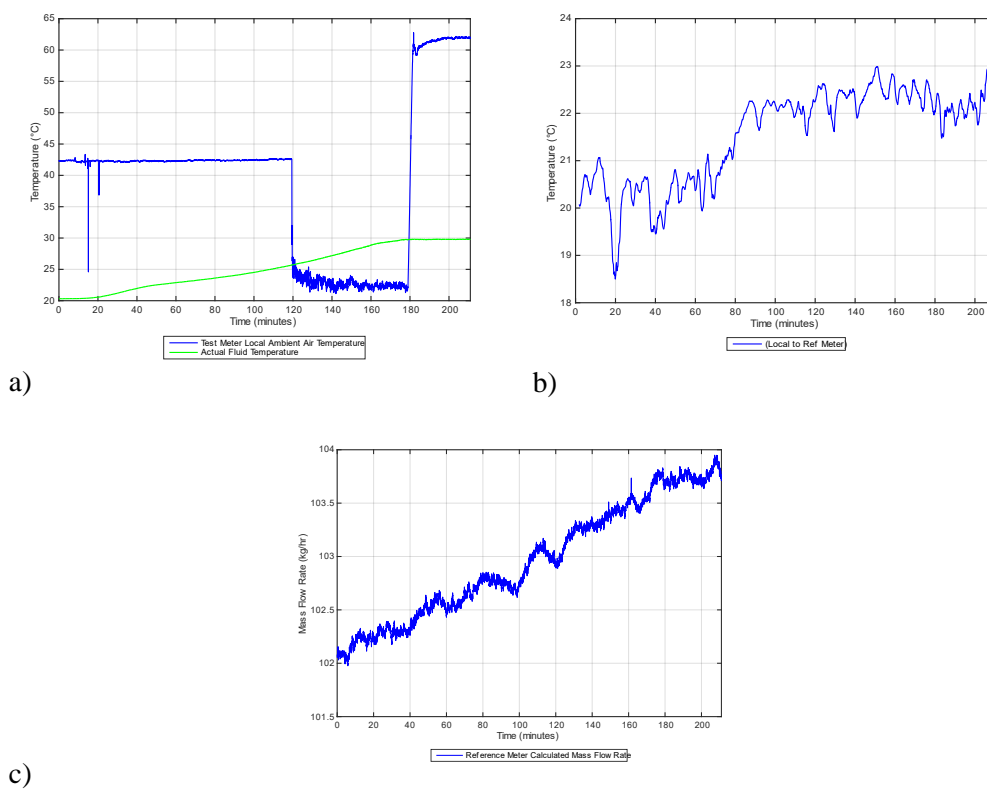 65
60
55
50
45
40
35
30
25
20
0 20 40 60 80 100 120 140 160 180 200
Temperature (°C)
Time (minutes)
Test Meter Local Ambient Air Temperature
Actual Fluid Temperature
a)
24
23
22
21
20
19
18
0 20 40 60 80 100 120 140 160 180 200
Temperature (°C)
Time (minutes)
(Local to Ref Meter)
b)
104
103.5
103
102.5
102
101.5
0 20 40 60 80 100 120 140 160 180 200
Mass Flow Rate (kg/hr)
Time (minutes)
Reference Meter Calculated Mass Flow Rate
c)